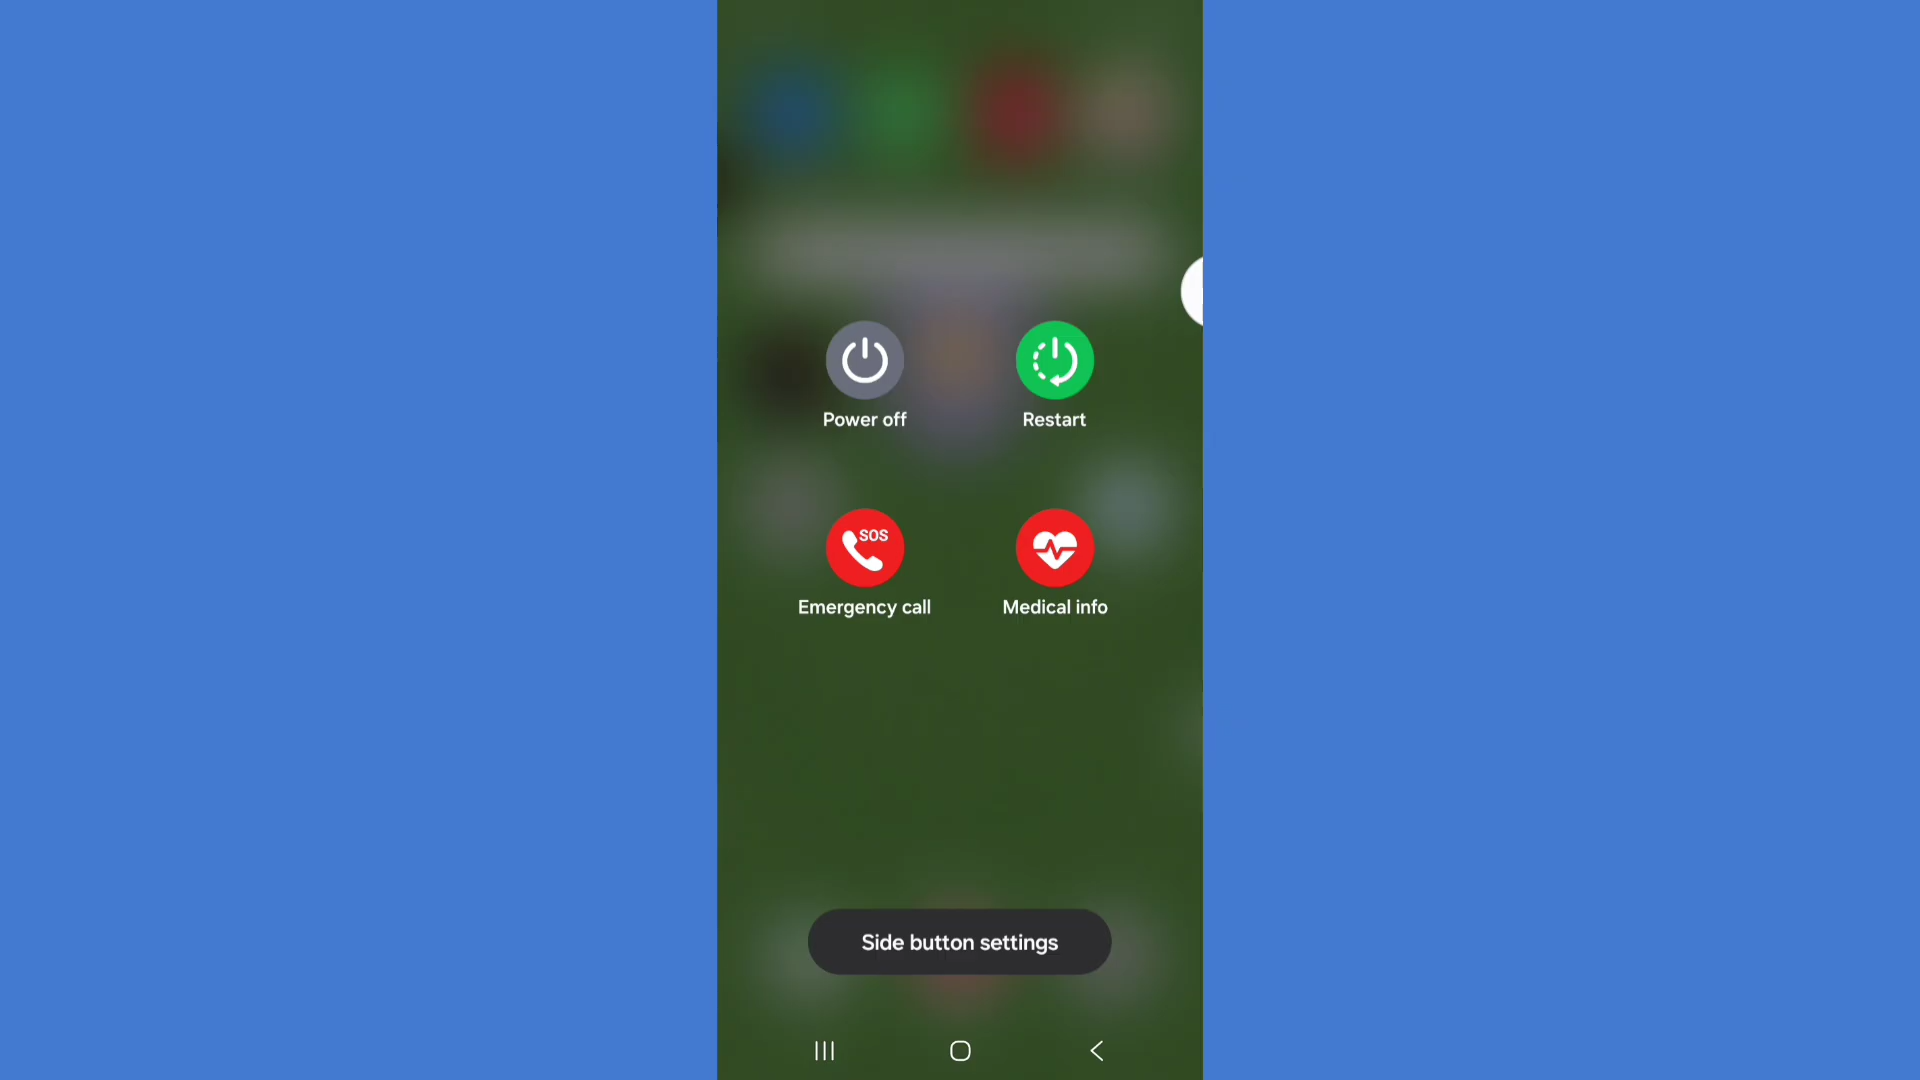 Power off
Restart
SOS
Emergency call
Medical info
Side button settings